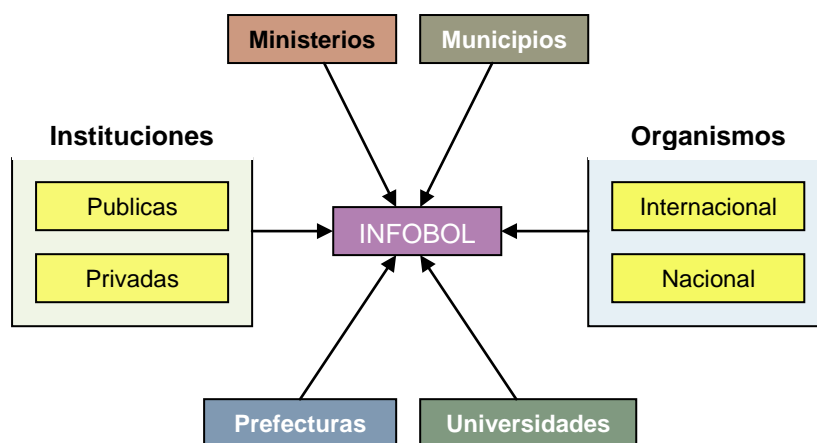 Ministerios
Municipios
Instituciones
Organismos
Publicas
Internacional
INFOBOL
Privadas
Nacional
Prefecturas
Universidades